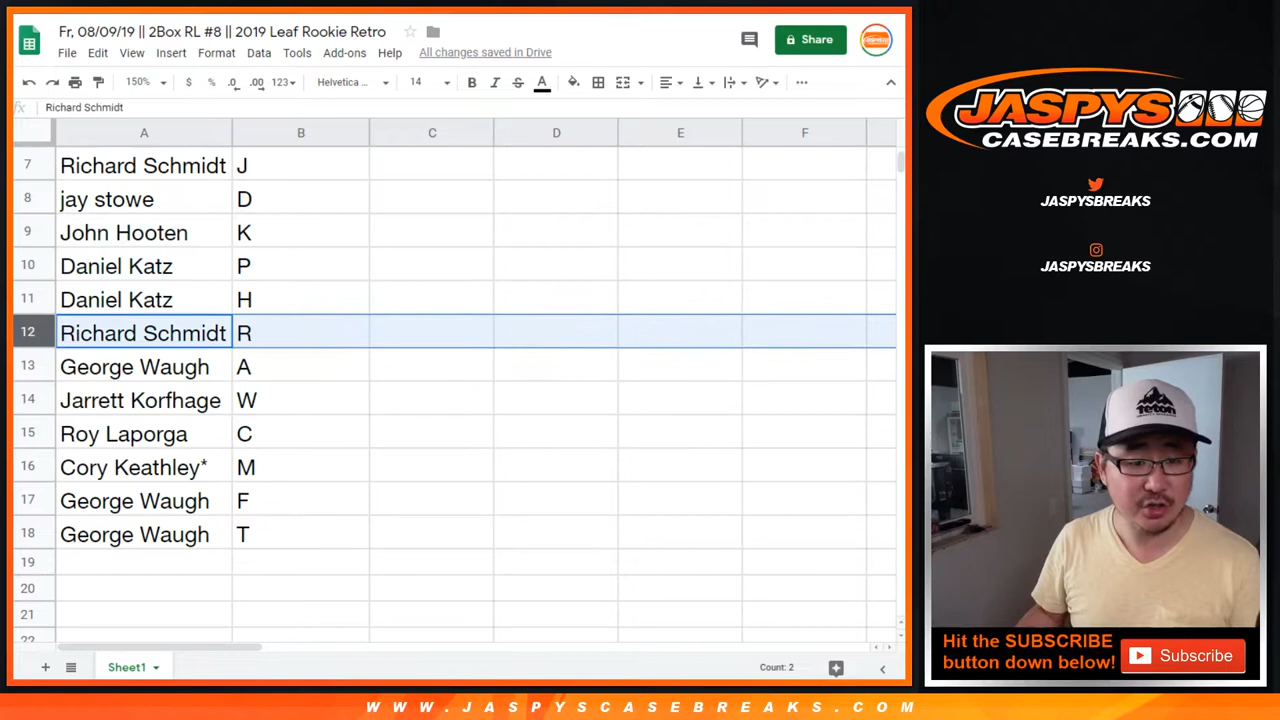 Fr, 08/09/19 || 2Box RL #8 || 2019 Leaf Rookie Retro
File Edit View Format Data Tools Add-ons Help All changes saved in Drive
Share
150% $ % .0 .00 123 Helvetica ... 14 B I S A ...
fx Richard Schmidt
A B C D E F
7 Richard Schmidt J
8 jay stowe D
9 John Hooten K
10 Daniel Katz P
11 Daniel Katz H
12 Richard Schmidt R
13 George Waugh A
14 Jarrett Korfhage W
15 Roy Laporga C
16 Cory Keathley* M
17 George Waugh F
18 George Waugh T
19
20
21
22
Sheet1
Count: 2
JASPYS
CASEBREAKS.COM
JASPYSBREAKS
JASPYSBREAKS
TETON
Hit the SUBSCRIBE
button down below!
Subscribe
WWW.JASPYSCASEBREAKS.COM